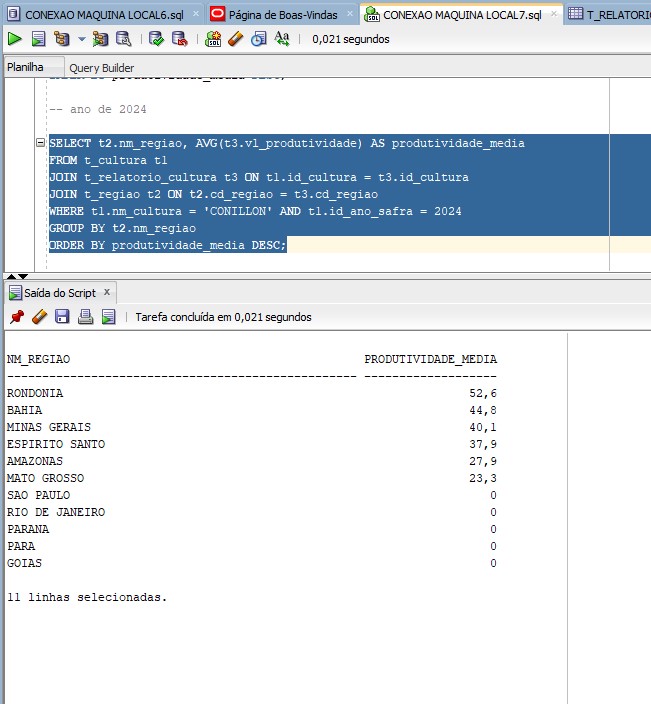 CONEXAO MAQUINA LOCAL6.sql × Página de Boas-Vindas × CONEXAO MAQUINA LOCAL7.sql × T_RELATORIO
SQL Aa 0,021 segundos
Planilha Query Builder
-- ano de 2024
SELECT t2.nm_regiao, AVG(t3.vl_produtividade) AS produtividade_media
FROM t_cultura t1
JOIN t_relatorio_cultura t3 ON t1.id_cultura = t3.id_cultura
JOIN t_regiao t2 ON t2.cd_regiao = t3.cd_regiao
WHERE t1.nm_cultura = 'CONILLON' AND t1.id_ano_safra = 2024
GROUP BY t2.nm_regiao
ORDER BY produtividade_media DESC;
Saída do Script ×
Tarefa concluída em 0,021 segundos
NM_REGIAO PRODUTIVIDADE_MEDIA
-------------------------------------------------- -------------------
RONDONIA 52,6
BAHIA 44,8
MINAS GERAIS 40,1
ESPIRITO SANTO 37,9
AMAZONAS 27,9
MATO GROSSO 23,3
SAO PAULO 0
RIO DE JANEIRO 0
PARANA 0
PARA 0
GOIAS 0
11 linhas selecionadas.